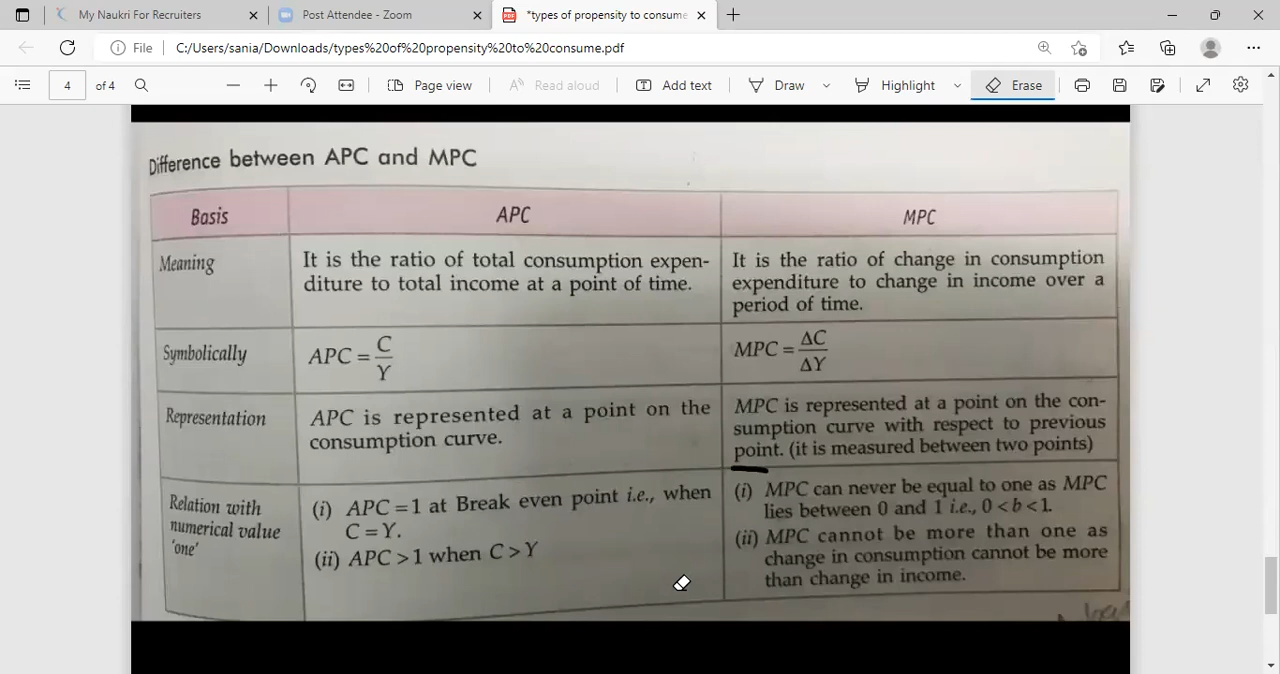 My Naukri For Recruiters
Post Attendee - Zoom
*types of propensity to consume
File
C:/Users/sania/Downloads/types%20of%20propensity%20to%20consume.pdf
4 of 4
Page view
Read aloud
Add text
Draw
Highlight
Erase
Difference between APC and MPC
Basis
APC
MPC
Meaning
It is the ratio of total consumption expen-
diture to total income at a point of time.
It is the ratio of change in consumption
expenditure to change in income over a
period of time.
Symbolically
APC = C/Y
MPC = ΔC/ΔY
Representation
APC is represented at a point on the
consumption curve.
MPC is represented at a point on the con-
sumption curve with respect to previous
point. (it is measured between two points)
Relation with
numerical value
'one'
(i) APC = 1 at Break even point i.e., when
C = Y.
(ii) APC > 1 when C > Y
(i) MPC can never be equal to one as MPC
lies between 0 and 1 i.e., 0 < b < 1.
(ii) MPC cannot be more than one as
change in consumption cannot be more
than change in income.